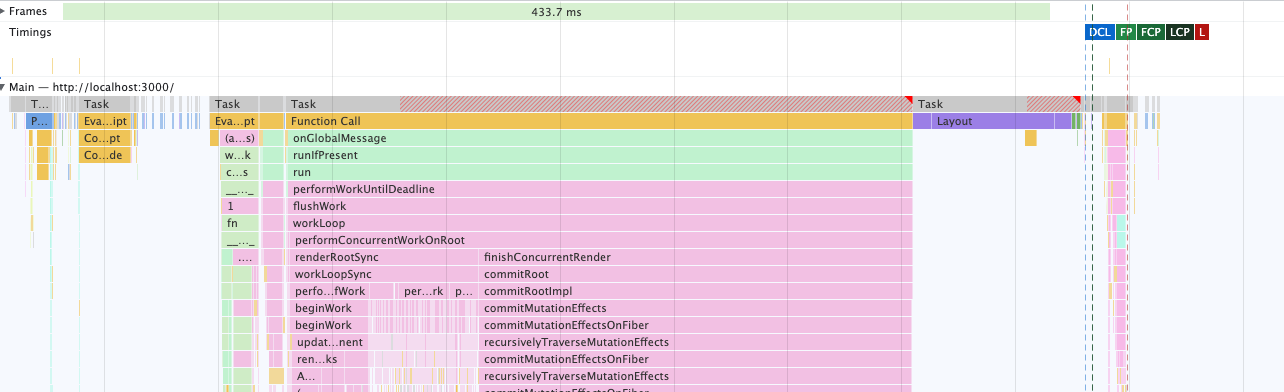 Frames 433.7 ms
Timings DCL FP FCP LCP L
Main — http://localhost:3000/
T... Task Task Task Task
P... Eva...ipt Eva...pt Function Call Layout
Co...pt (a...s) onGlobalMessage
Co...de w...k runIfPresent
c...s run
__..._ performWorkUntilDeadline
1 flushWork
fn workLoop
__..._ performConcurrentWorkOnRoot
.... renderRootSync finishConcurrentRender
workLoopSync commitRoot
perfo...fWork per...rk p... commitRootImpl
beginWork commitMutationEffects
beginWork commitMutationEffectsOnFiber
updat...nent recursivelyTraverseMutationEffects
ren...ks commitMutationEffectsOnFiber
A... recursivelyTraverseMutationEffects
commitMutationEffectsOnFiber